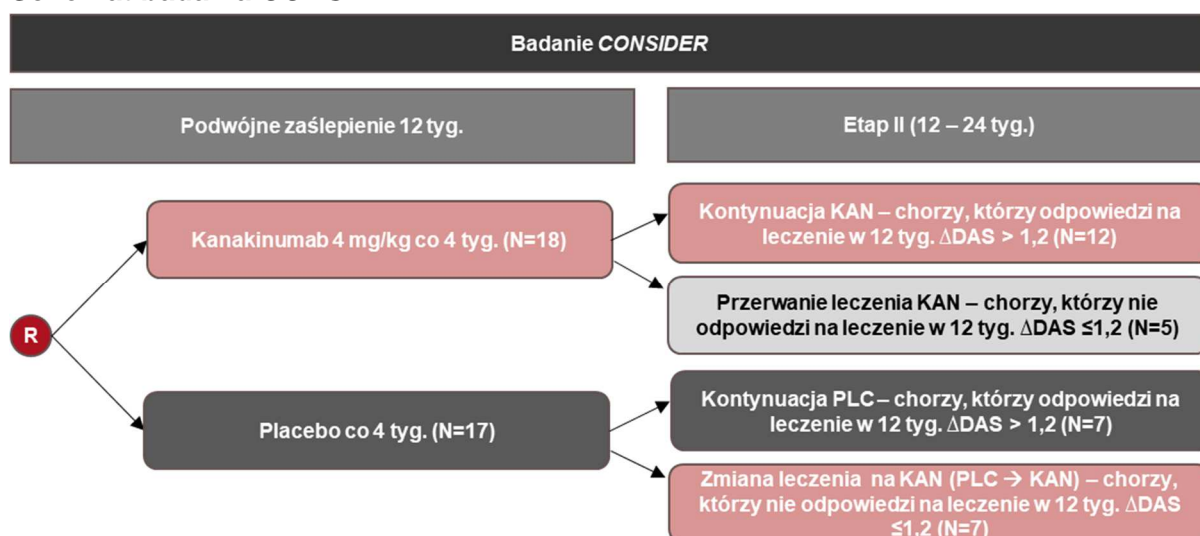 Badanie CONSIDER
Podwójne zaślepienie 12 tyg.
Etap II (12 – 24 tyg.)
Kanakinumab 4 mg/kg co 4 tyg. (N=18)
Kontynuacja KAN – chorzy, którzy odpowiedzi na
leczenie w 12 tyg. ΔDAS > 1,2 (N=12)
Przerwanie leczenia KAN – chorzy, którzy nie
odpowiedzi na leczenie w 12 tyg. ΔDAS ≤1,2 (N=5)
R
Placebo co 4 tyg. (N=17)
Kontynuacja PLC – chorzy, którzy odpowiedzi na
leczenie w 12 tyg. ΔDAS > 1,2 (N=7)
Zmiana leczenia na KAN (PLC → KAN) – chorzy,
którzy nie odpowiedzi na leczenie w 12 tyg. ΔDAS
≤1,2 (N=7)